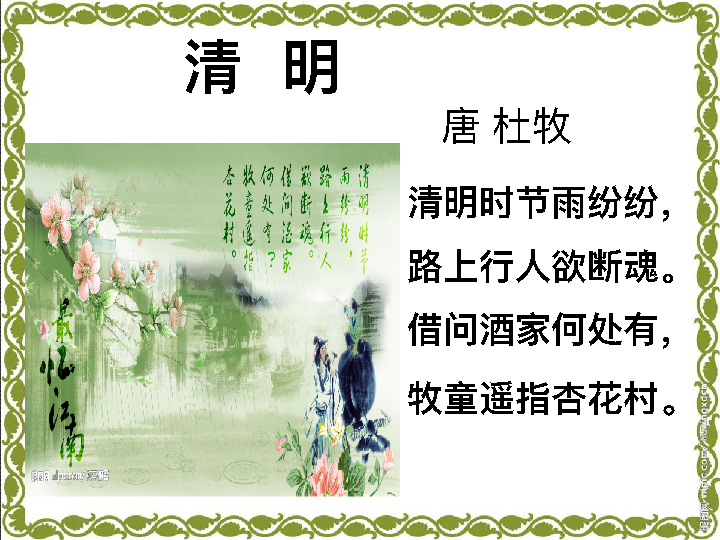 清 明
唐 杜牧
清明时节雨纷纷，
路上行人欲断魂。
借问酒家何处有，
牧童遥指杏花村。
清明时节
雨纷纷，
路上行人
欲断魂。
借问酒家
何处有？
牧童遥指
杏花村。
最忆江南